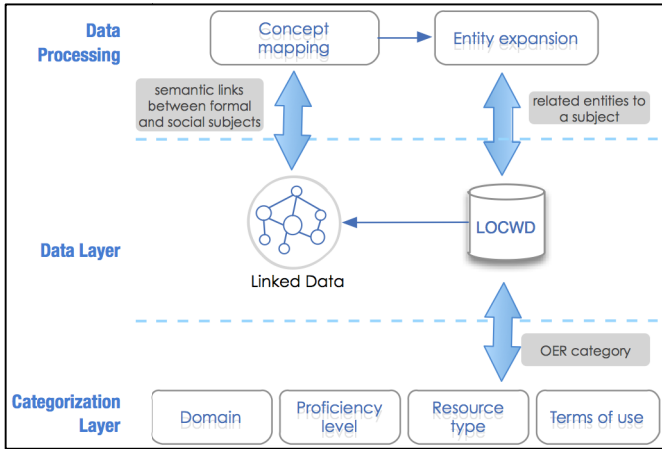 Data
Processing
Concept
mapping
Entity expansion
semantic links
between formal
and social subjects
related entities to
a subject
Data Layer
LOCWD
Linked Data
OER category
Categorization
Layer
Domain
Proficiency
level
Resource
type
Terms of use